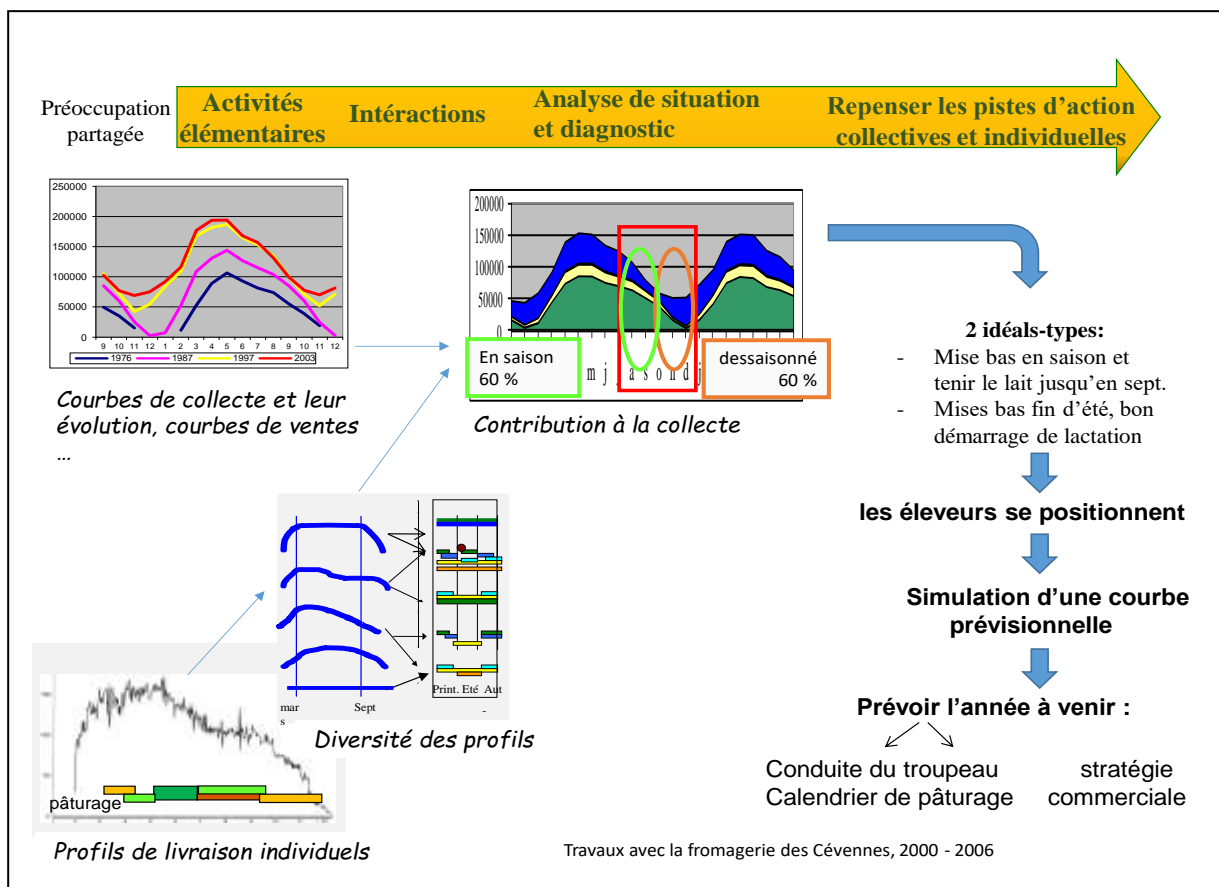 Préoccupation
partagée
Activités
élémentaires
Intéractions
Analyse de situation
et diagnostic
Repenser les pistes d'action
collectives et individuelles
250000
200000
150000
100000
50000
0
9 10 11 12 1 2 3 4 5 6 7 8 9 10 11 12
1976 1987 1997 2003
Courbes de collecte et leur
évolution, courbes de ventes
…
200000
150000
100000
50000
0
En saison
60 %
m j j a s o n d j
dessaisonné
60 %
Contribution à la collecte
2 idéals-types:
- Mise bas en saison et
tenir le lait jusqu'en sept.
- Mises bas fin d'été, bon
démarrage de lactation
les éleveurs se positionnent
Simulation d'une courbe
prévisionnelle
Prévoir l'année à venir :
Conduite du troupeau
Calendrier de pâturage
stratégie
commerciale
mar
s
Sept
Print. Eté Aut
-
Diversité des profils
pâturage
Profils de livraison individuels
Travaux avec la fromagerie des Cévennes, 2000 - 2006